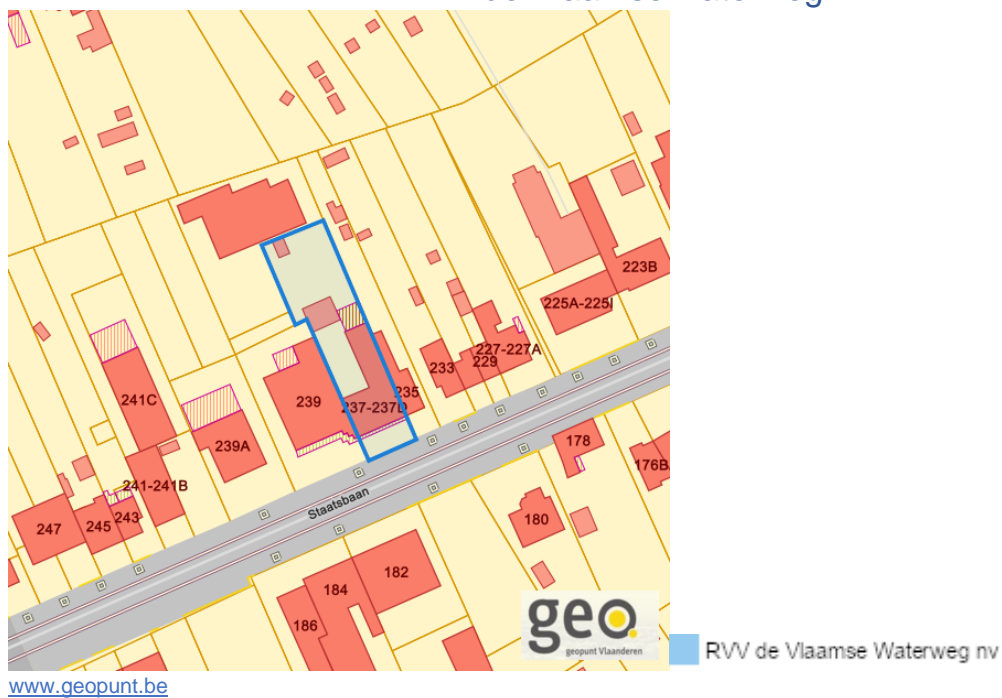 223B
225A-225I
227-227A
233
229
241C
239
235
237-237D
239A
178
176B
241-241B
Staatsbaan
247
245
243
180
182
184
186
geo
geopunt Vlaanderen
RVV de Vlaamse Waterweg nv
www.geopunt.be